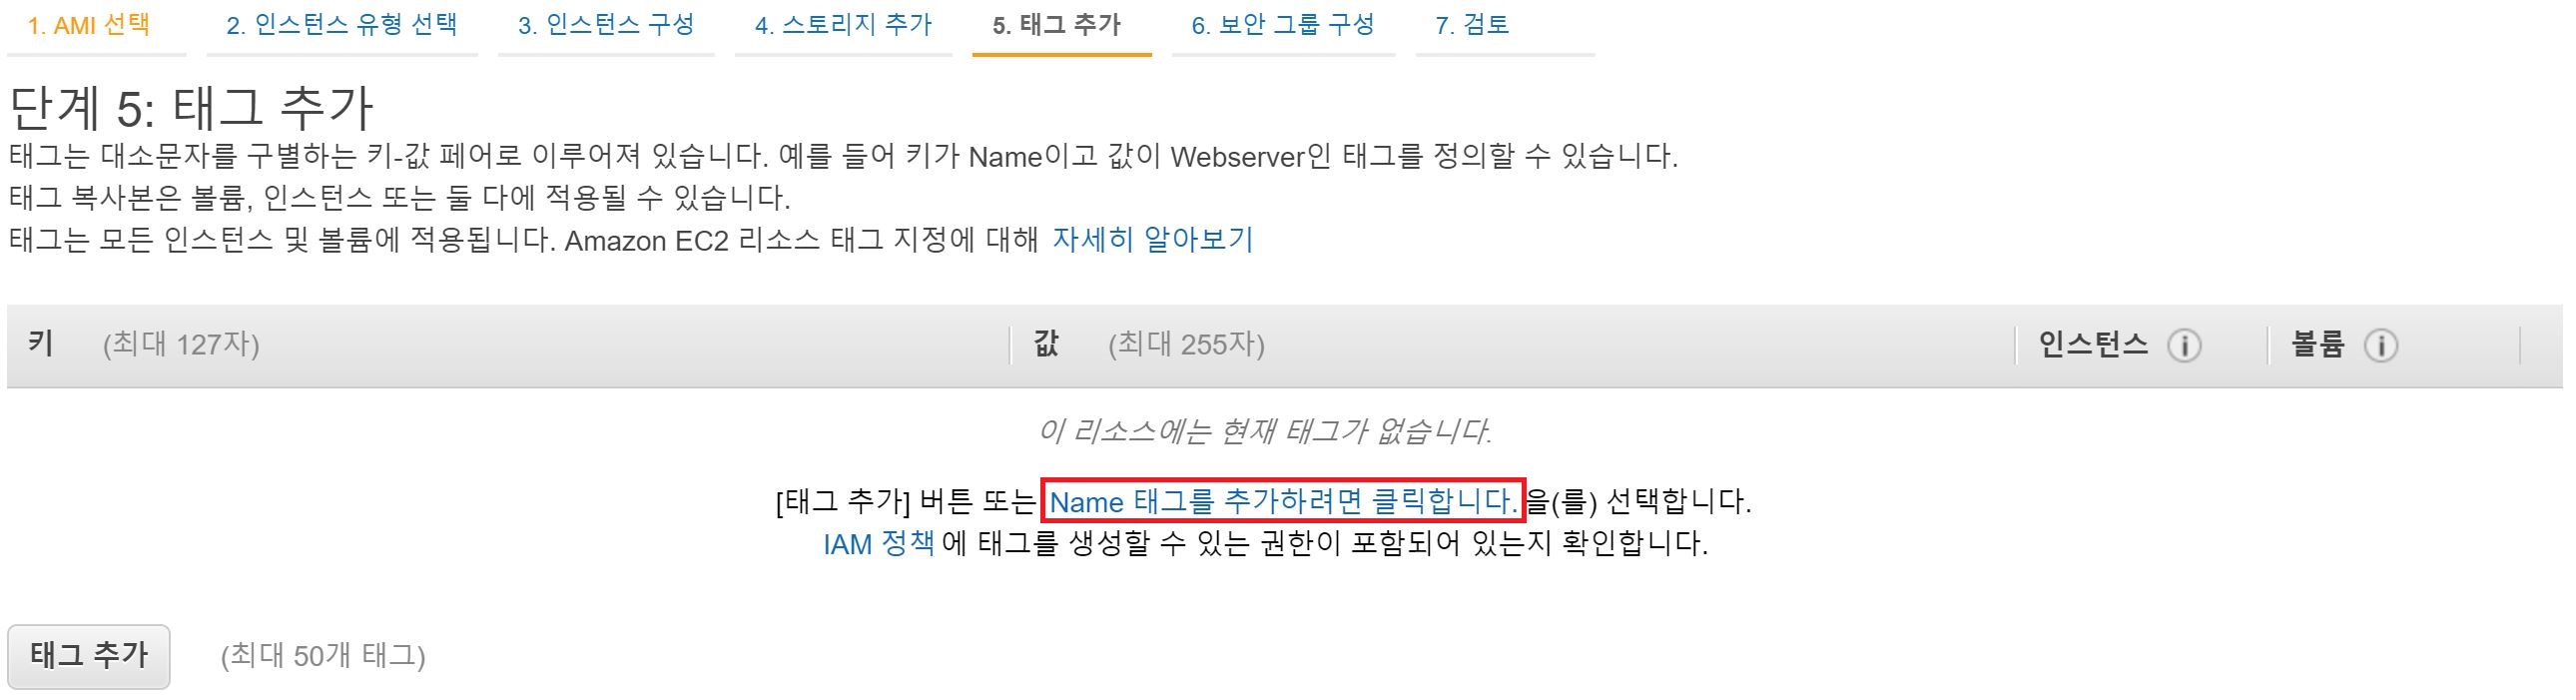 1. AMI 선택 2. 인스턴스 유형 선택 3. 인스턴스 구성 4. 스토리지 추가 5. 태그 추가 6. 보안 그룹 구성 7. 검토
단계 5: 태그 추가
태그는 대소문자를 구별하는 키-값 페어로 이루어져 있습니다. 예를 들어 키가 Name이고 값이 Webserver인 태그를 정의할 수 있습니다.
태그 복사본은 볼륨, 인스턴스 또는 둘 다에 적용될 수 있습니다.
태그는 모든 인스턴스 및 볼륨에 적용됩니다. Amazon EC2 리소스 태그 지정에 대해 자세히 알아보기
키 (최대 127자) 값 (최대 255자) 인스턴스 i 볼륨 i
이 리소스에는 현재 태그가 없습니다.
[태그 추가] 버튼 또는 Name 태그를 추가하려면 클릭합니다. 을(를) 선택합니다.
IAM 정책 에 태그를 생성할 수 있는 권한이 포함되어 있는지 확인합니다.
태그 추가 (최대 50개 태그)